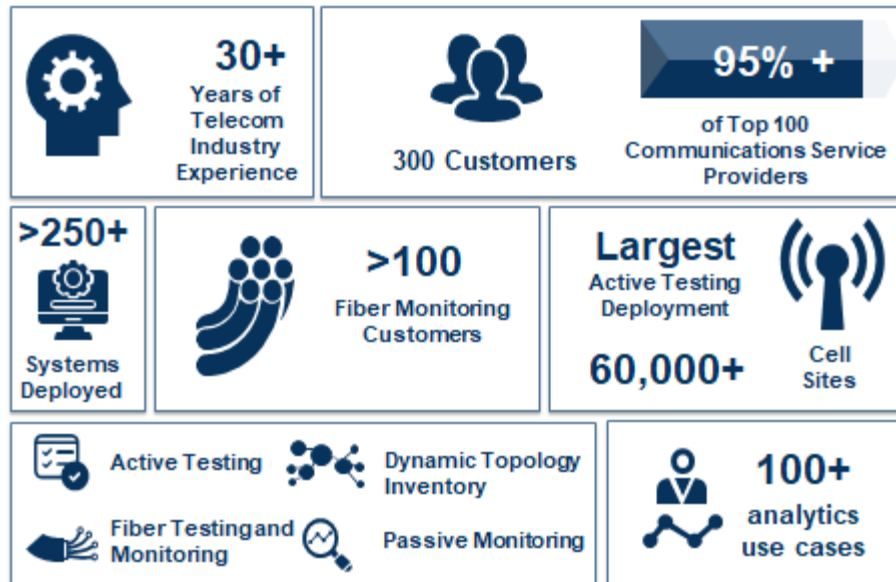 30+
Years of
Telecom
Industry
Experience
300 Customers
95% +
of Top 100
Communications Service
Providers
>250+
Systems
Deployed
>100
Fiber Monitoring
Customers
Largest
Active Testing
Deployment
60,000+
Cell
Sites
Active Testing
Dynamic Topology
Inventory
Fiber Testing and
Monitoring
Passive Monitoring
100+
analytics
use cases